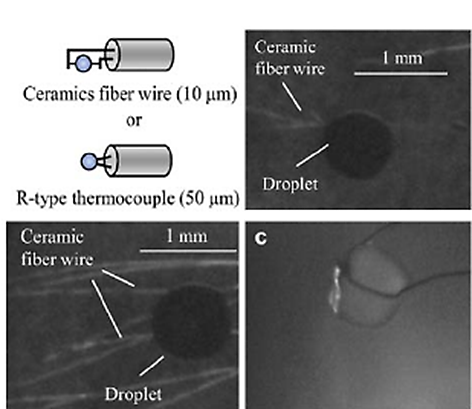 Ceramics fiber wire (10 μm)
or
R-type thermocouple (50 μm)
Ceramic
fiber wire
1 mm
Droplet
Ceramic
fiber wire
1 mm
Droplet
c